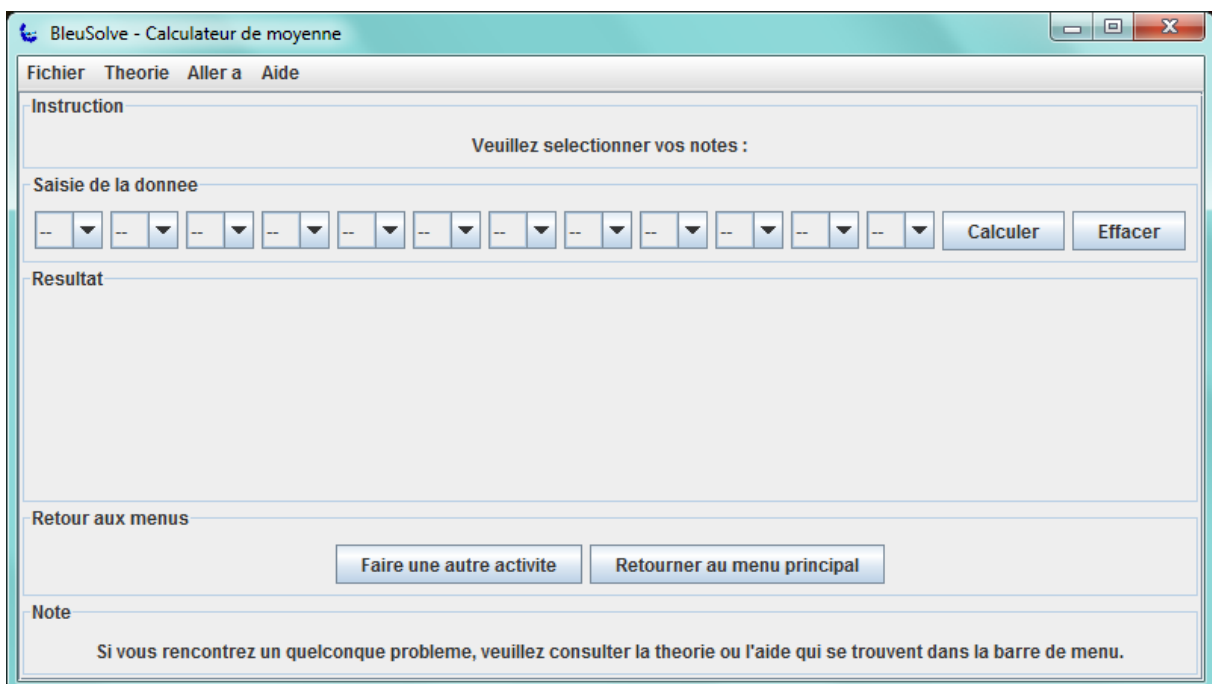 BleuSolve - Calculateur de moyenne
Fichier Theorie Aller a Aide
Instruction
Veuillez selectionner vos notes :
Saisie de la donnee
-- -- -- -- -- -- -- -- -- -- -- -- Calculer Effacer
Resultat
Retour aux menus
Faire une autre activite Retourner au menu principal
Note
Si vous rencontrez un quelconque probleme, veuillez consulter la theorie ou l'aide qui se trouvent dans la barre de menu.